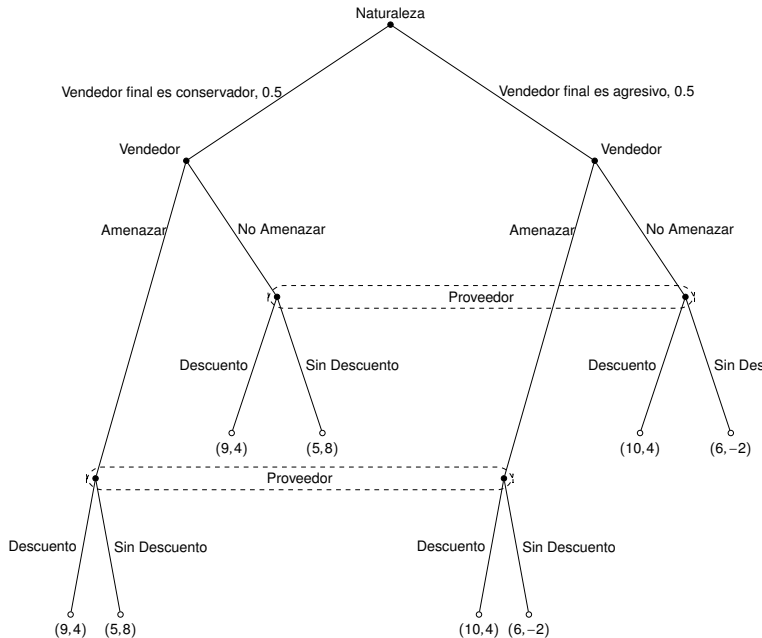 Naturaleza
Vendedor final es conservador, 0.5
Vendedor final es agresivo, 0.5
Vendedor
Vendedor
Amenazar
No Amenazar
Amenazar
No Amenazar
Proveedor
Descuento
Sin Descuento
Descuento
Sin Des
(9,4)
(5,8)
(10,4)
(6,−2)
Proveedor
Descuento
Sin Descuento
Descuento
Sin Descuento
(9,4)
(5,8)
(10,4)
(6,−2)